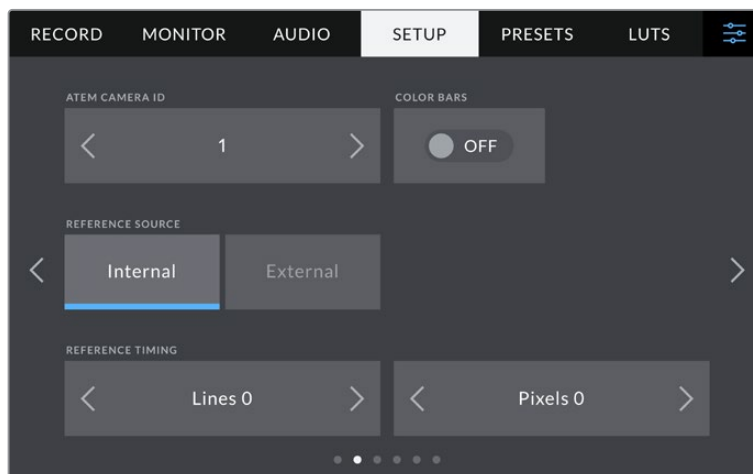 RECORD MONITOR AUDIO SETUP PRESETS LUTS
ATEM CAMERA ID COLOR BARS
1 OFF
REFERENCE SOURCE
Internal External
REFERENCE TIMING
Lines 0 Pixels 0